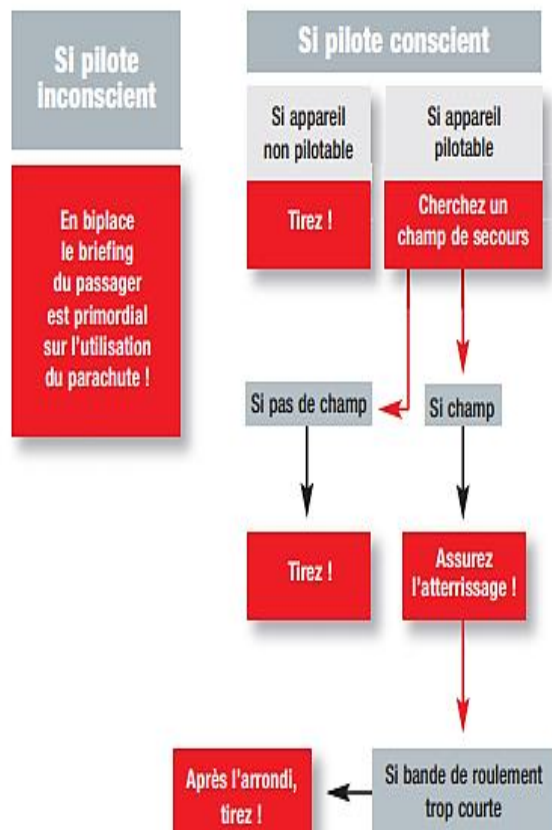 Si pilote
inconscient
En biplace
le briefing
du passager
est primordial
sur l'utilisation
du parachute !
Si pilote conscient
Si appareil
non pilotable
Tirez !
Si appareil
pilotable
Cherchez un
champ de secours
Si pas de champ
Si champ
Tirez !
Assurez
l'atterrissage !
Après l'arrondi,
tirez !
Si bande de roulement
trop courte